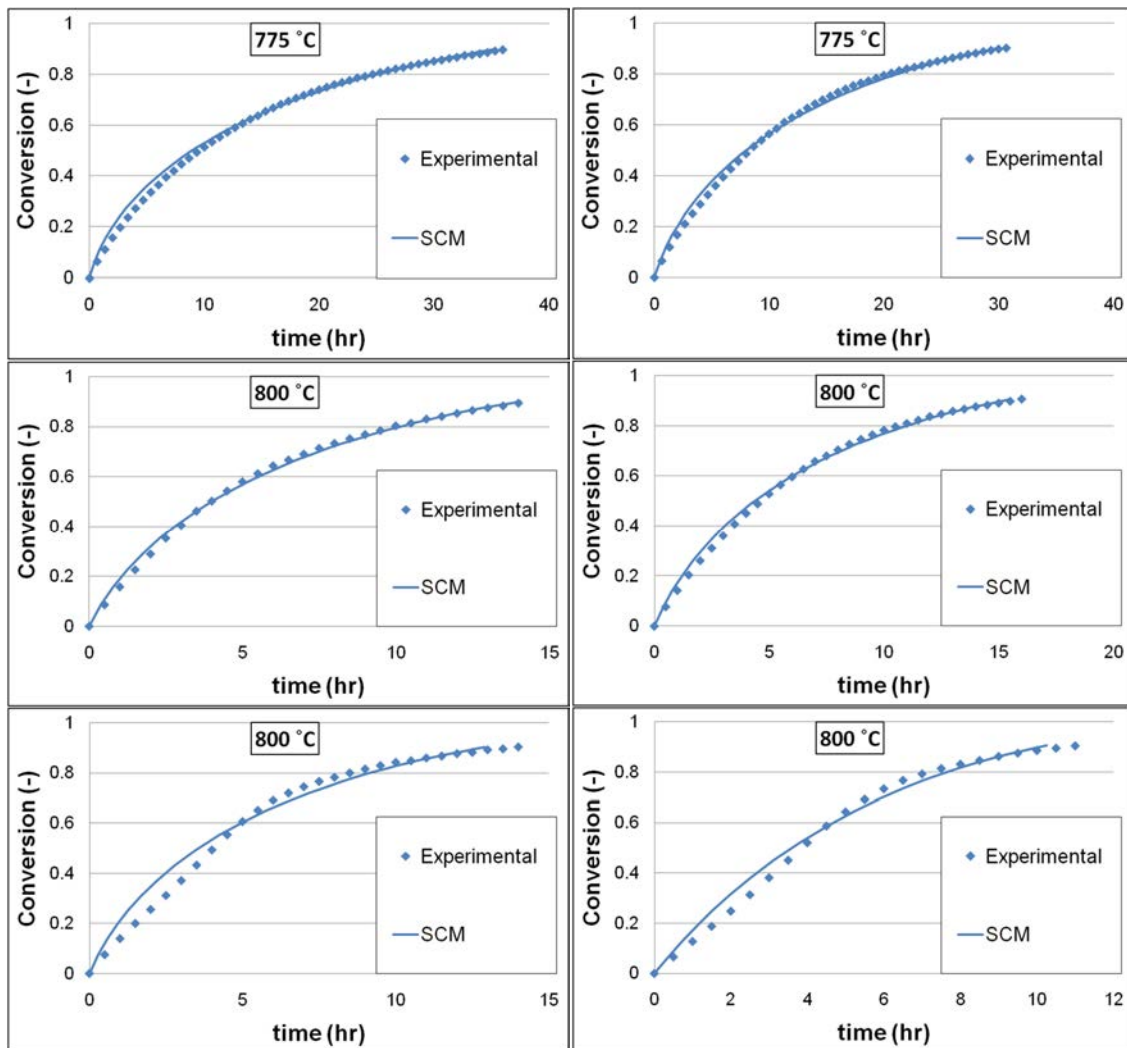 775 ˚C
Conversion (-)
1
0.8
0.6
0.4
0.2
0
Experimental
SCM
0 10 20 30 40
time (hr)
775 ˚C
Conversion (-)
1
0.8
0.6
0.4
0.2
0
Experimental
SCM
0 10 20 30 40
time (hr)
800 ˚C
Conversion (-)
1
0.8
0.6
0.4
0.2
0
Experimental
SCM
0 5 10 15
time (hr)
800 ˚C
Conversion (-)
1
0.8
0.6
0.4
0.2
0
Experimental
SCM
0 5 10 15 20
time (hr)
800 ˚C
Conversion (-)
1
0.8
0.6
0.4
0.2
0
Experimental
SCM
0 5 10 15
time (hr)
800 ˚C
Conversion (-)
1
0.8
0.6
0.4
0.2
0
Experimental
SCM
0 2 4 6 8 10 12
time (hr)